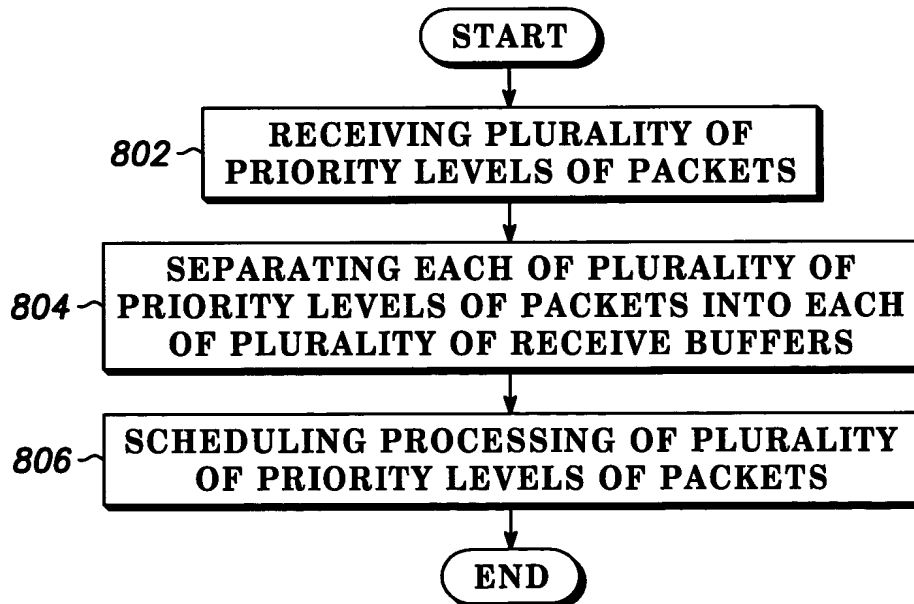 START
802
RECEIVING PLURALITY OF
PRIORITY LEVELS OF PACKETS
804
SEPARATING EACH OF PLURALITY OF
PRIORITY LEVELS OF PACKETS INTO EACH
OF PLURALITY OF RECEIVE BUFFERS
806
SCHEDULING PROCESSING OF PLURALITY
OF PRIORITY LEVELS OF PACKETS
END